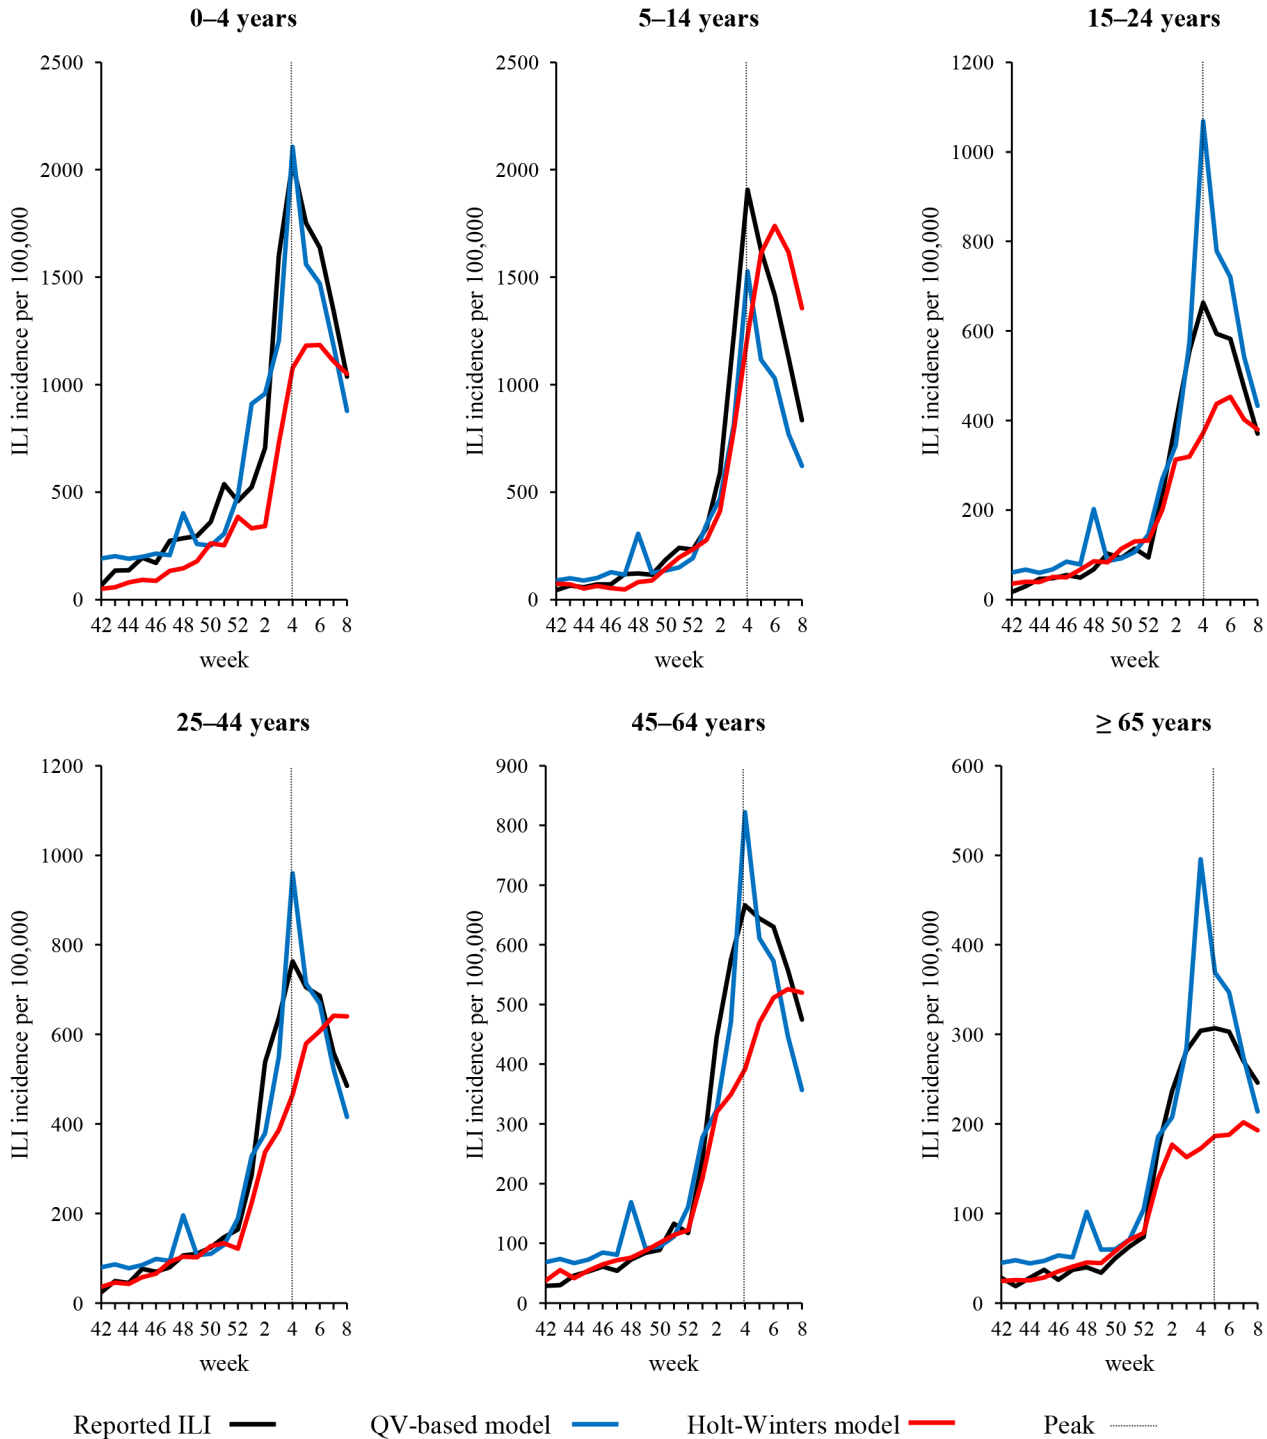 0–4 years
5–14 years
15–24 years
2500
2000
1500
1000
500
0
ILI incidence per 100,000
42 44 46 48 50 52 2 4 6 8
week
2500
2000
1500
1000
500
0
ILI incidence per 100,000
42 44 46 48 50 52 2 4 6 8
week
1200
1000
800
600
400
200
0
ILI incidence per 100,000
42 44 46 48 50 52 2 4 6 8
week
25–44 years
45–64 years
≥ 65 years
1200
1000
800
600
400
200
0
ILI incidence per 100,000
42 44 46 48 50 52 2 4 6 8
week
900
800
700
600
500
400
300
200
100
0
ILI incidence per 100,000
42 44 46 48 50 52 2 4 6 8
week
600
500
400
300
200
100
0
ILI incidence per 100,000
42 44 46 48 50 52 2 4 6 8
week
Reported ILI QV-based model Holt-Winters model Peak